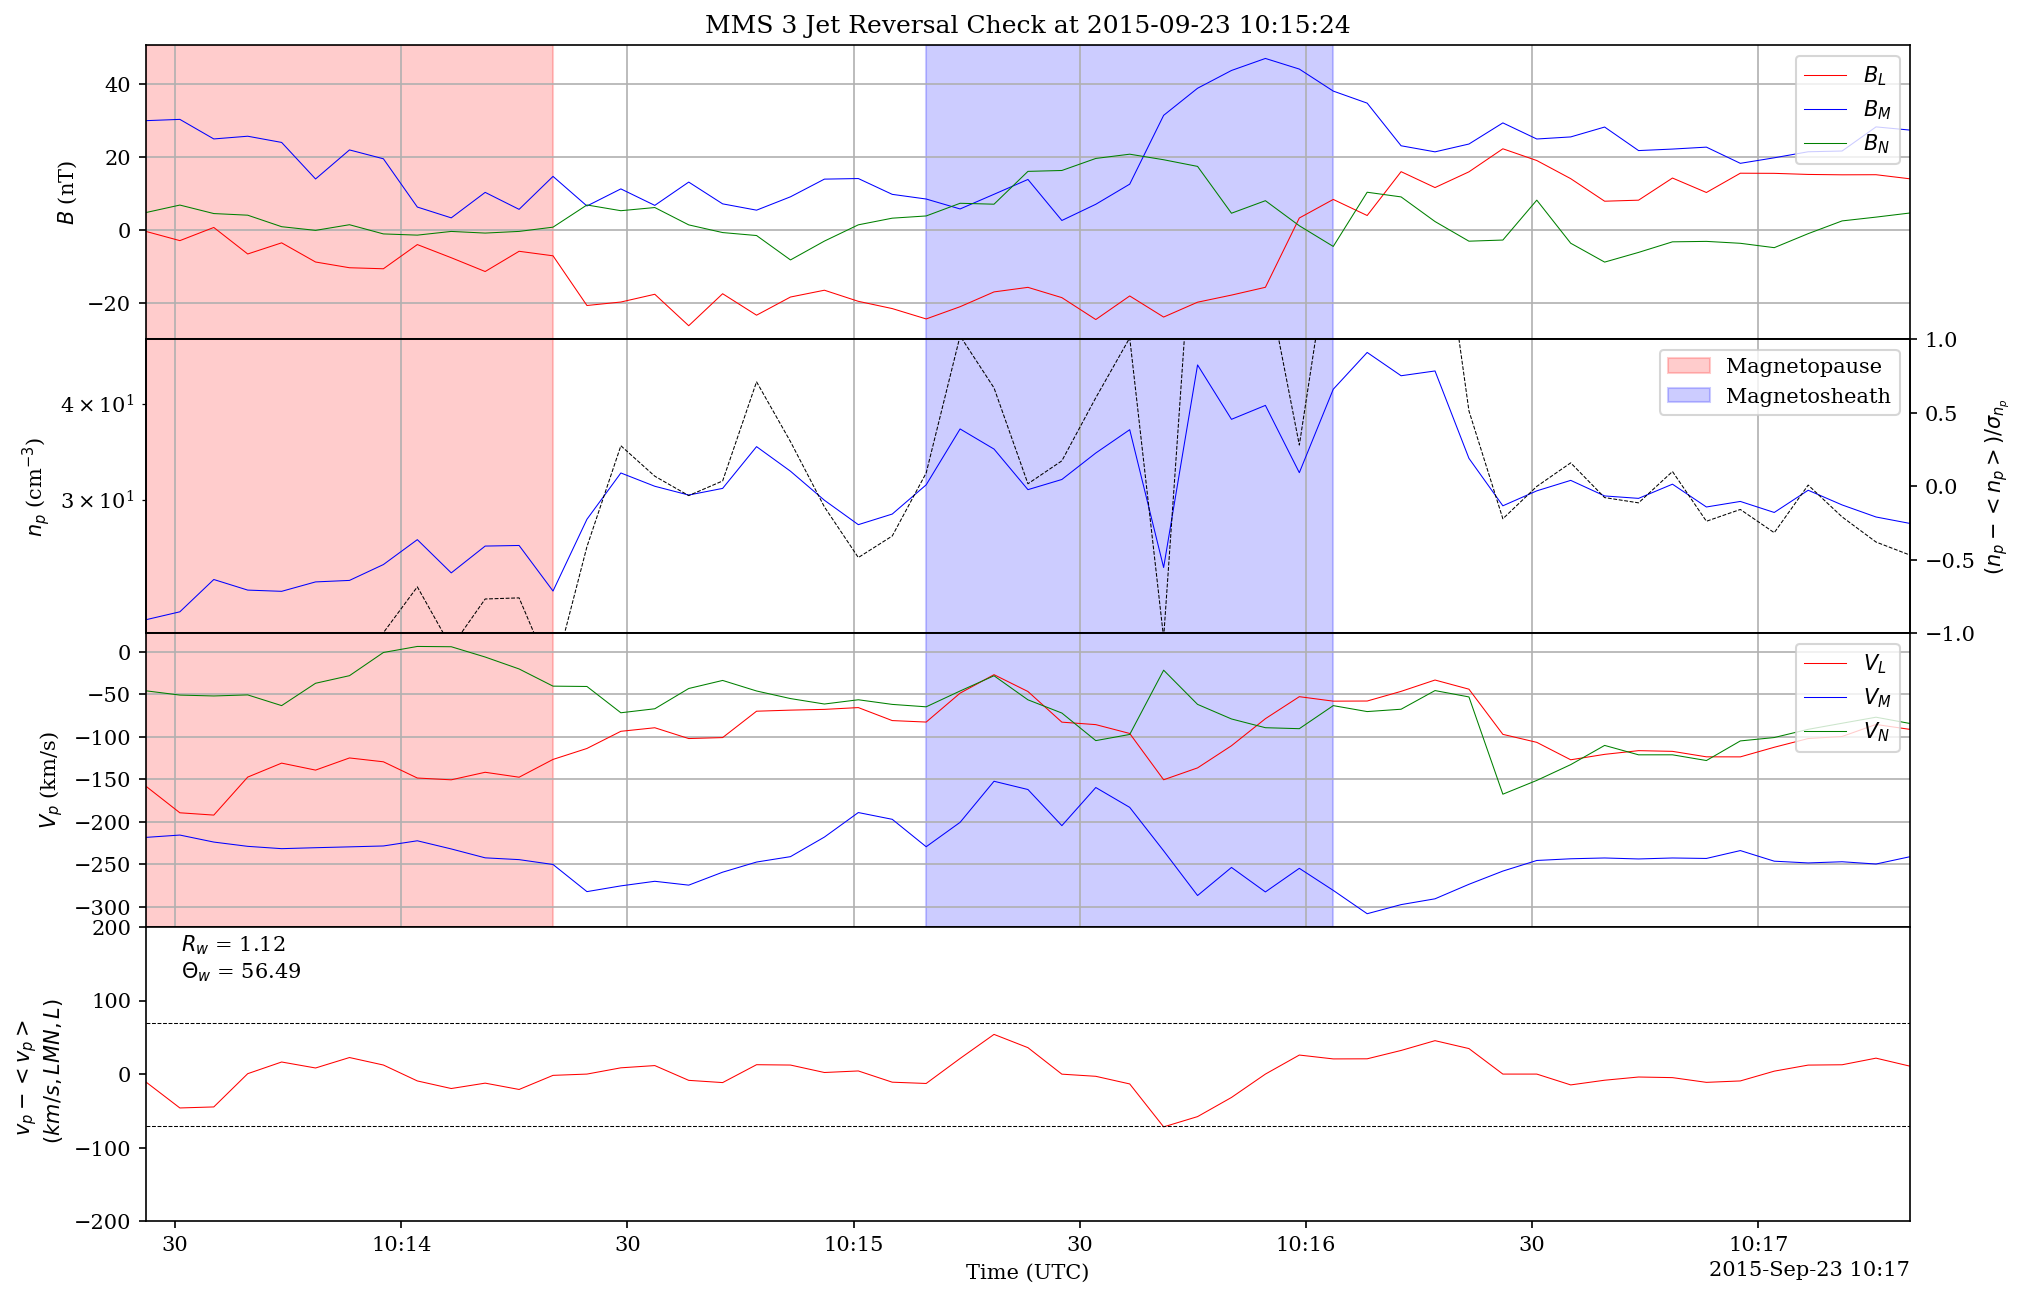 MMS 3 Jet Reversal Check at 2015-09-23 10:15:24
B (nT)
40
20
0
−20
B_L
B_M
B_N
n_p (cm^−3)
4 × 10^1
3 × 10^1
Magnetopause
Magnetosheath
1.0
0.5
0.0
−0.5
−1.0
(n_p − < n_p >)/σ_{n_p}
V_p (km/s)
0
−50
−100
−150
−200
−250
−300
V_L
V_M
V_N
v_p − < v_p >
(km/s, LMN, L)
200
100
0
−100
−200
R_w = 1.12
Θ_w = 56.49
30 10:14 30 10:15 30 10:16 30 10:17
Time (UTC)
2015-Sep-23 10:17